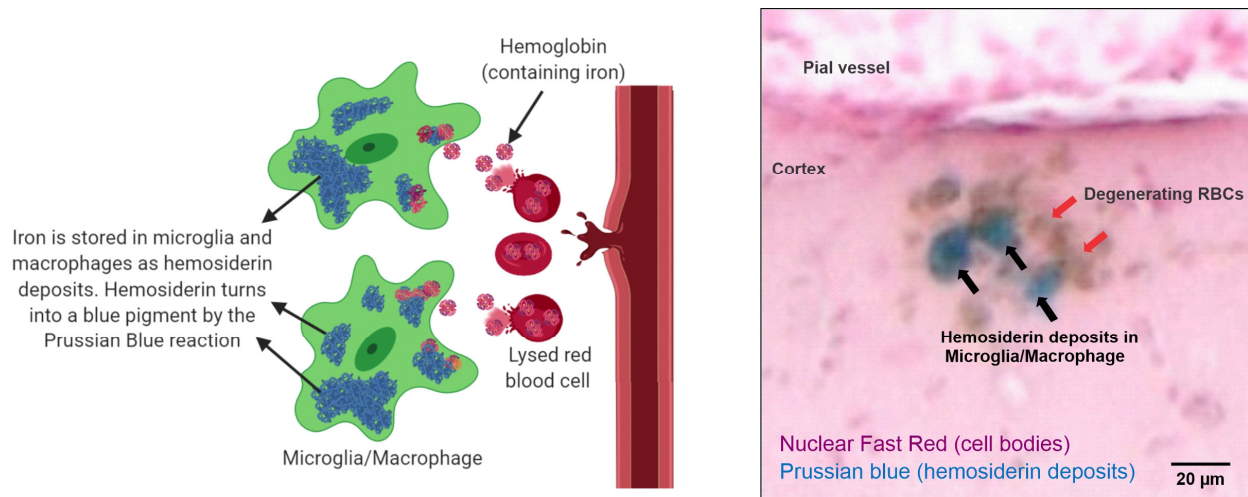 Hemoglobin
(containing iron)
Iron is stored in microglia and
macrophages as hemosiderin
deposits. Hemosiderin turns
into a blue pigment by the
Prussian Blue reaction
Lysed red
blood cell
Microglia/Macrophage
Pial vessel
Cortex
Degenerating RBCs
Hemosiderin deposits in
Microglia/Macrophage
Nuclear Fast Red (cell bodies)
Prussian blue (hemosiderin deposits)
20 µm